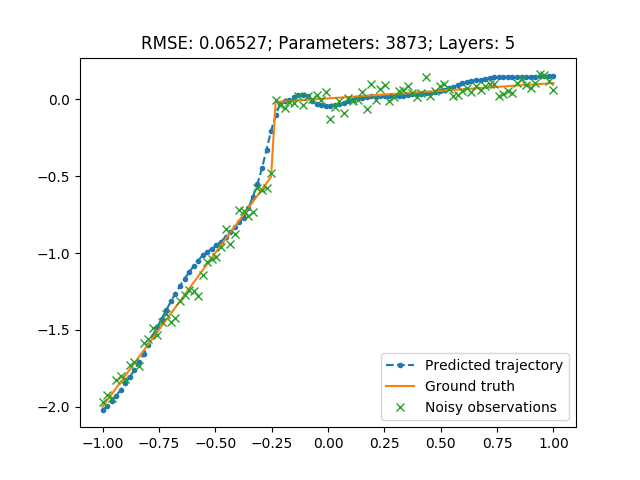 RMSE: 0.06527; Parameters: 3873; Layers: 5
0.0
−0.5
−1.0
−1.5
−2.0
Predicted trajectory
Ground truth
Noisy observations
−1.00 −0.75 −0.50 −0.25 0.00 0.25 0.50 0.75 1.00